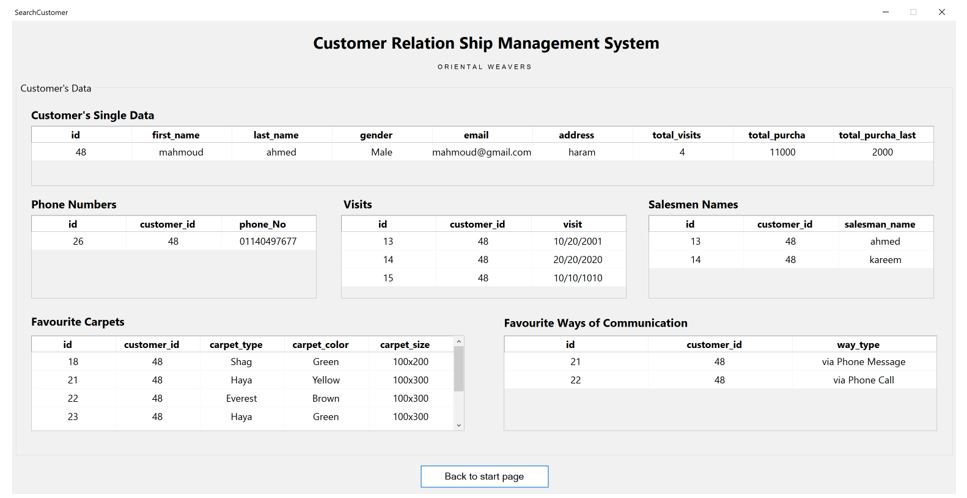 SearchCustomer
Customer Relation Ship Management System
ORIENTAL WEAVERS
Customer's Data
Customer's Single Data
id first_name last_name gender email address total_visits total_purcha total_purcha_last
48 mahmoud ahmed Male mahmoud@gmail.com haram 4 11000 2000
Phone Numbers
id customer_id phone_No
26 48 01140497677
Visits
id customer_id visit
13 48 10/20/2001
14 48 20/20/2020
15 48 10/10/1010
Salesmen Names
id customer_id salesman_name
13 48 ahmed
14 48 kareem
Favourite Carpets
id customer_id carpet_type carpet_color carpet_size
18 48 Shag Green 100x200
21 48 Haya Yellow 100x300
22 48 Everest Brown 100x300
23 48 Haya Green 100x300
Favourite Ways of Communication
id customer_id way_type
21 48 via Phone Message
22 48 via Phone Call
Back to start page